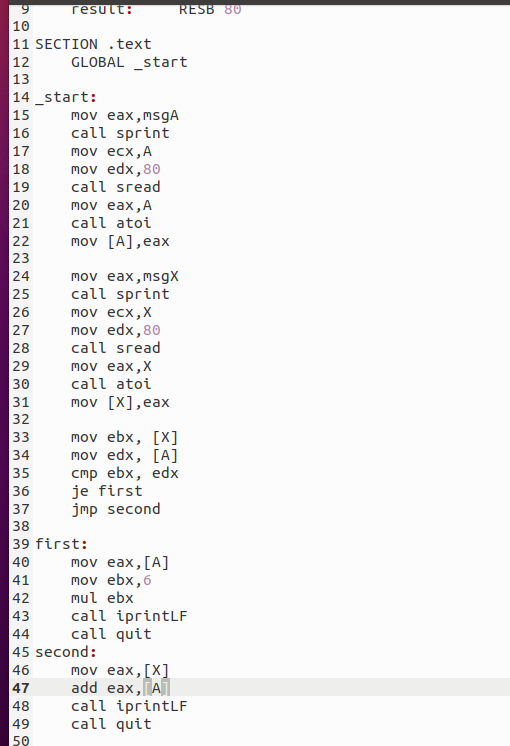 9 result: RESB 80
10
11 SECTION .text
12 GLOBAL _start
13
14 _start:
15 mov eax,msgA
16 call sprint
17 mov ecx,A
18 mov edx,80
19 call sread
20 mov eax,A
21 call atoi
22 mov [A],eax
23
24 mov eax,msgX
25 call sprint
26 mov ecx,X
27 mov edx,80
28 call sread
29 mov eax,X
30 call atoi
31 mov [X],eax
32
33 mov ebx, [X]
34 mov edx, [A]
35 cmp ebx, edx
36 je first
37 jmp second
38
39 first:
40 mov eax,[A]
41 mov ebx,6
42 mul ebx
43 call iprintLF
44 call quit
45 second:
46 mov eax,[X]
47 add eax,[A]
48 call iprintLF
49 call quit
50